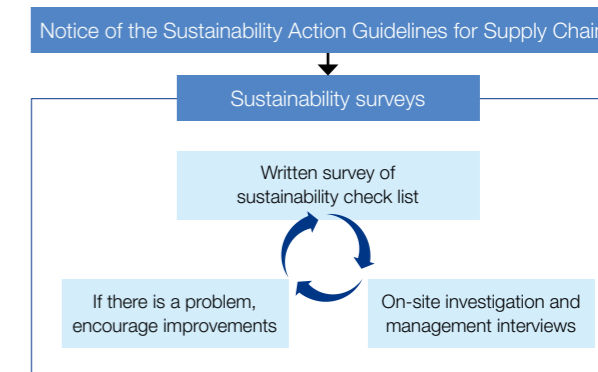 Notice of the Sustainability Action Guidelines for Supply Chain
Sustainability surveys
Written survey of
sustainability check list
If there is a problem,
encourage improvements
On-site investigation and
management interviews